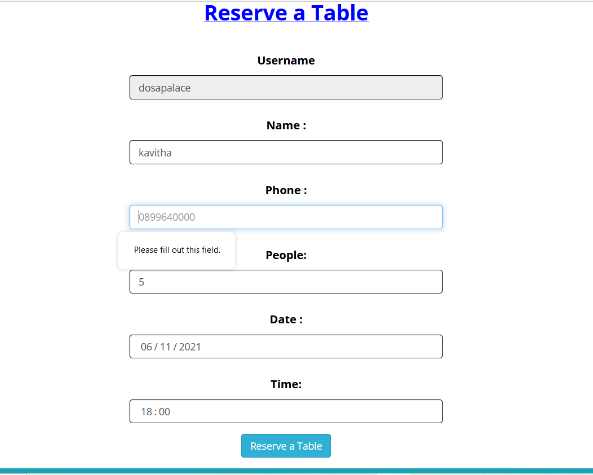 Reserve a Table
Username
dosapalace
Name :
kavitha
Phone :
0899640000
Please fill out this field.
People:
5
Date :
06 / 11 / 2021
Time:
18 : 00
Reserve a Table